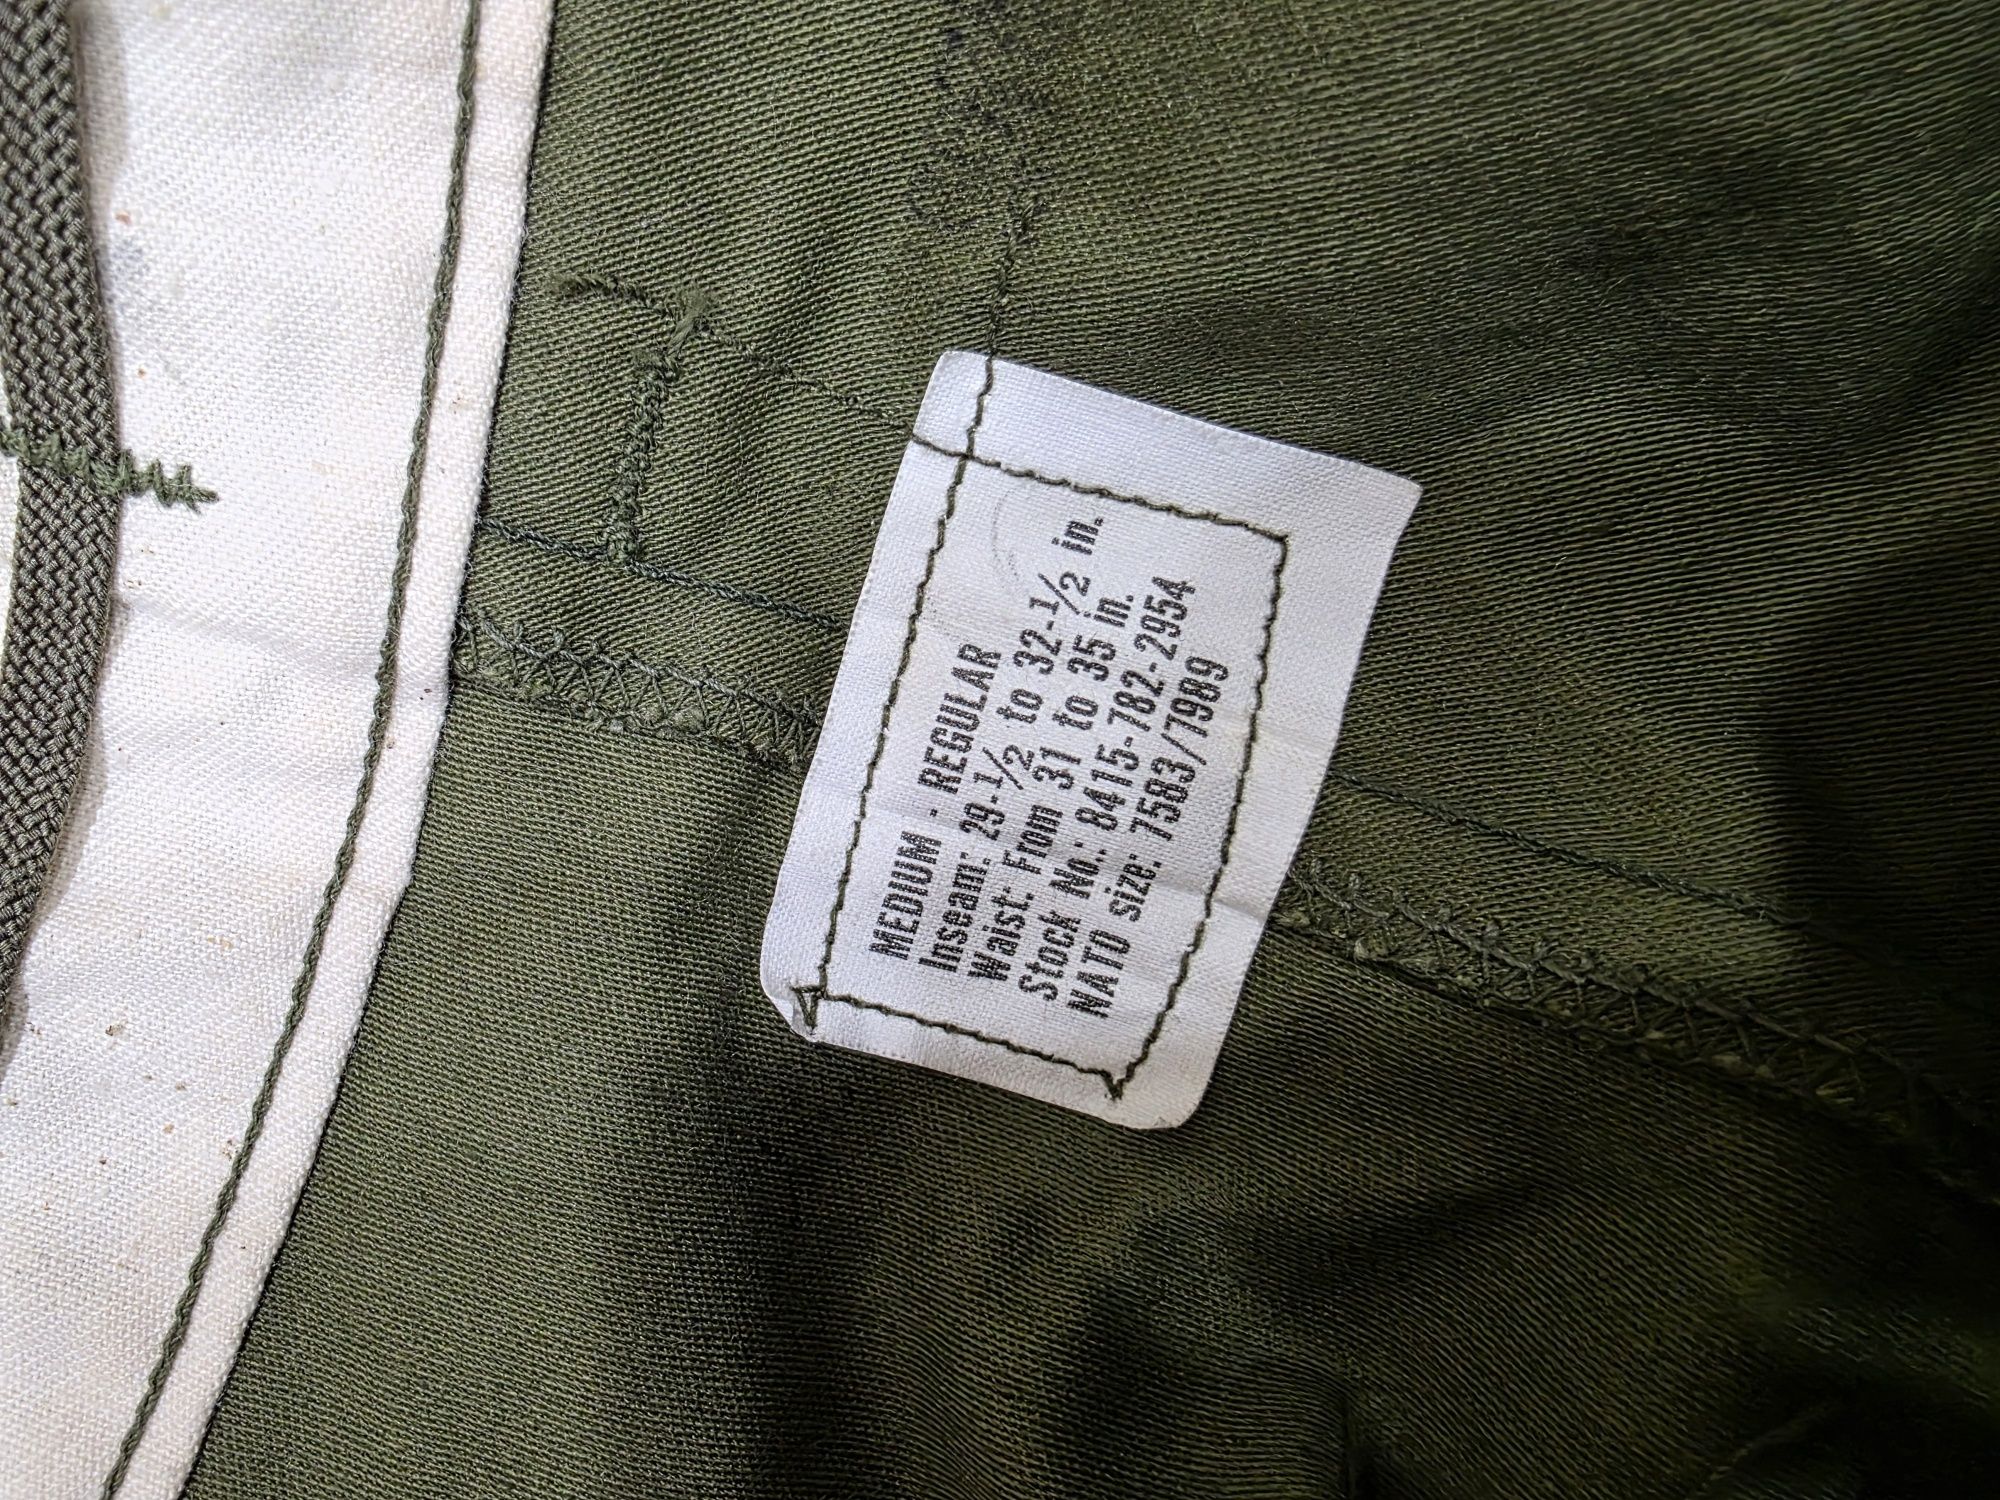 MEDIUM - REGULAR
Inseam: 29-1/2 to 32-1/2 in.
Waist: From 31 to 35 in.
Stock No.: 8415-782-2954
NATO size: 7583/7989